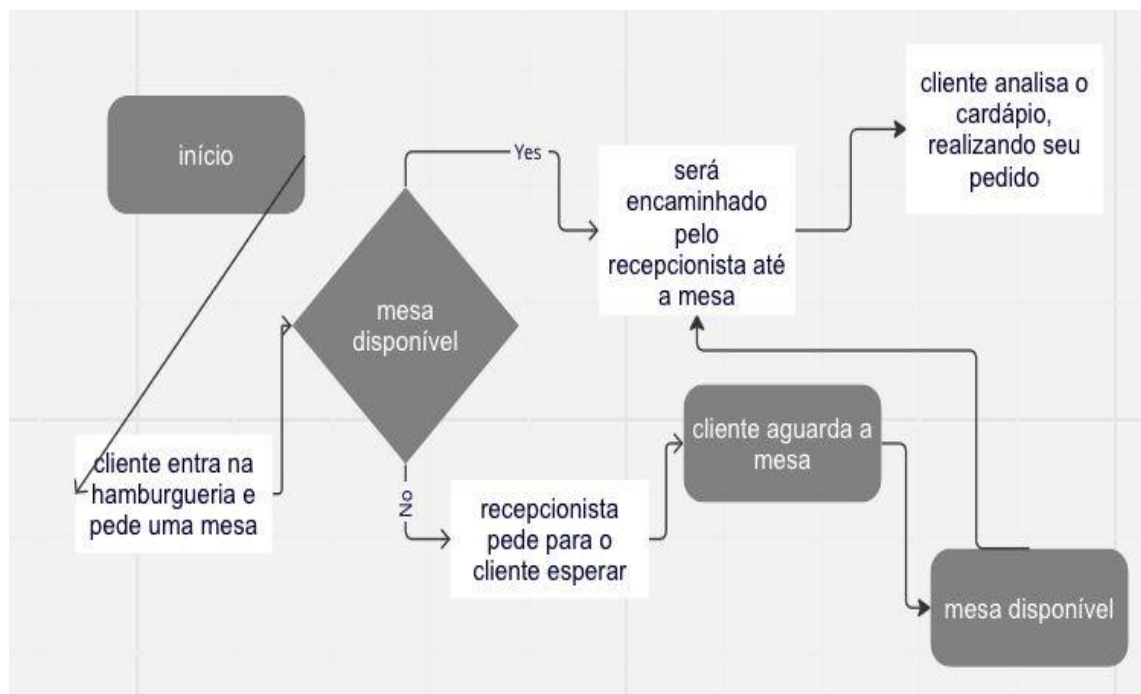 início
cliente entra na
hamburgueria e
pede uma mesa
mesa
disponível
Yes
será
encaminhado
pelo
recepcionista até
a mesa
cliente analisa o
cardápio,
realizando seu
pedido
No
recepcionista
pede para o
cliente esperar
cliente aguarda a
mesa
mesa disponível